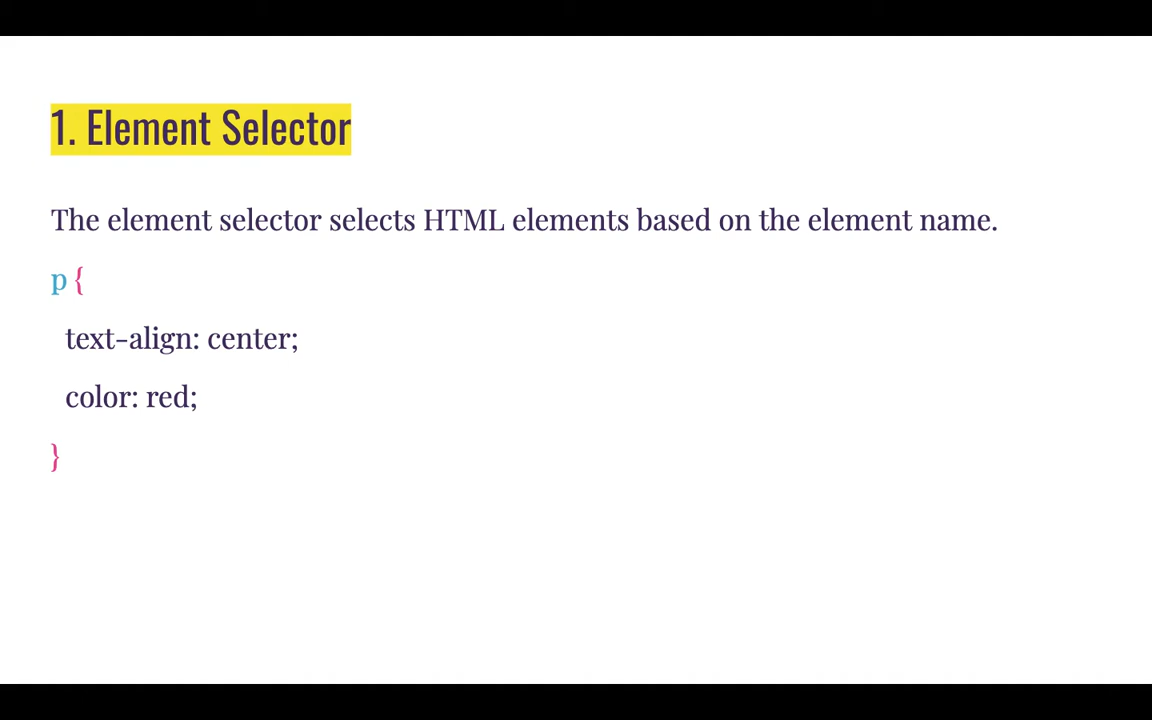 1. Element Selector
The element selector selects HTML elements based on the element name.
p {
text-align: center;
color: red;
}